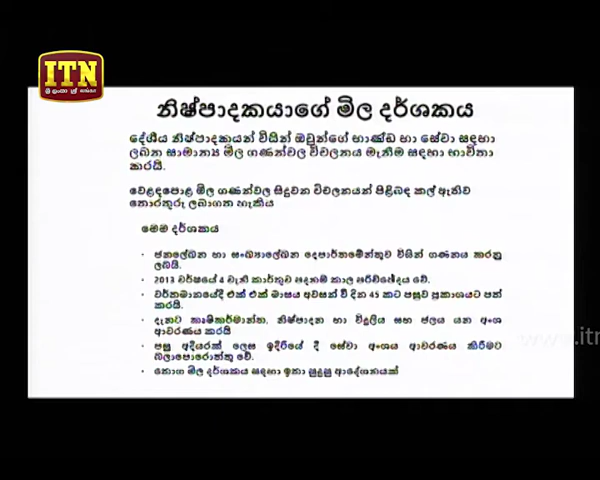 ITN
නිෂ්පාදකයාගේ මිල දර්ශකය
දේශීය නිෂ්පාදකයන් විසින් ඔවුන්ගේ භාණ්ඩ හා සේවා සඳහා
ලබන සාමාන්‍ය මිල ගණන්වල විචලනය මැනීම සඳහා භාවිතා
කරයි.
වෙළඳපොළ මිල ගණන්වල සිදුවන විචලනයන් පිළිබඳ කල් ඇතිව
තොරතුරු ලබාගත හැකිය
මෙම දර්ශකය
· ජනලේඛන හා සංඛ්‍යාලේඛන දෙපාර්තමේන්තුව විසින් ගණනය කරනු
ලබයි.
· 2013 වර්ෂයේ 4 වැනි කාර්තුව පදනම් කාල පරිච්ඡේදය වේ.
· වර්තමානයේදී එක් එක් මාසය අවසන් වී දින 45 කට පසුව ප්‍රකාශයට පත්
කරයි.
· දැනට කෘෂිකර්මාන්ත, නිෂ්පාදන හා විදුලිය සහ ජලය යන අංශ
ආවරණය කරයි
· පසු අදියරක් ලෙස ඉදිරියේ දී සේවා අංශය ආවරණය කිරීමට
බලාපොරොත්තු වේ.
· තොග මිල දර්ශකය සඳහා ඉතා සුදුසු ආදේශනයක්
www.itn